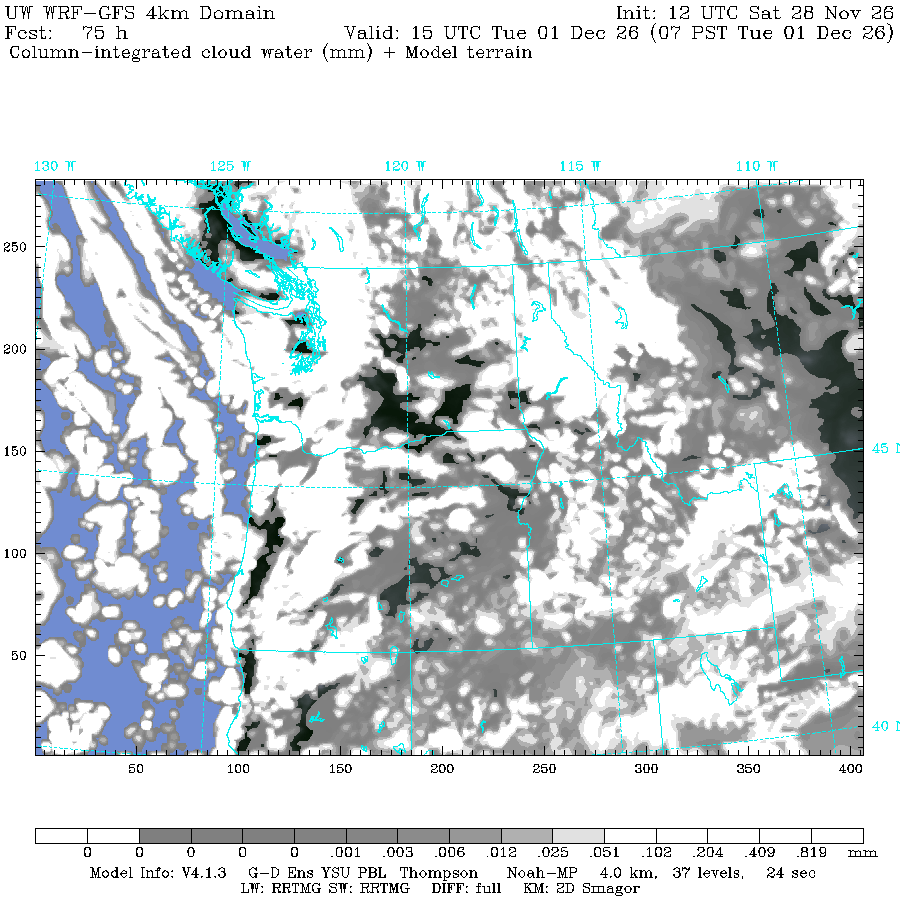 UW WRF-GFS 4km Domain Init: 12 UTC Sat 28 Nov 26
Fcst: 75 h Valid: 15 UTC Tue 01 Dec 26 (07 PST Tue 01 Dec 26)
Column-integrated cloud water (mm) + Model terrain
130 W 125 W 120 W 115 W 110 W
250
200
150
100
50
45 N
40 N
50 100 150 200 250 300 350 400
0 0 0 0 0 .001 .003 .006 .012 .025 .051 .102 .204 .409 .819 mm
Model Info: V4.1.3 G-D Ens YSU PBL Thompson Noah-MP 4.0 km, 37 levels, 24 sec
LW: RRTMG SW: RRTMG DIFF: full KM: 2D Smagor